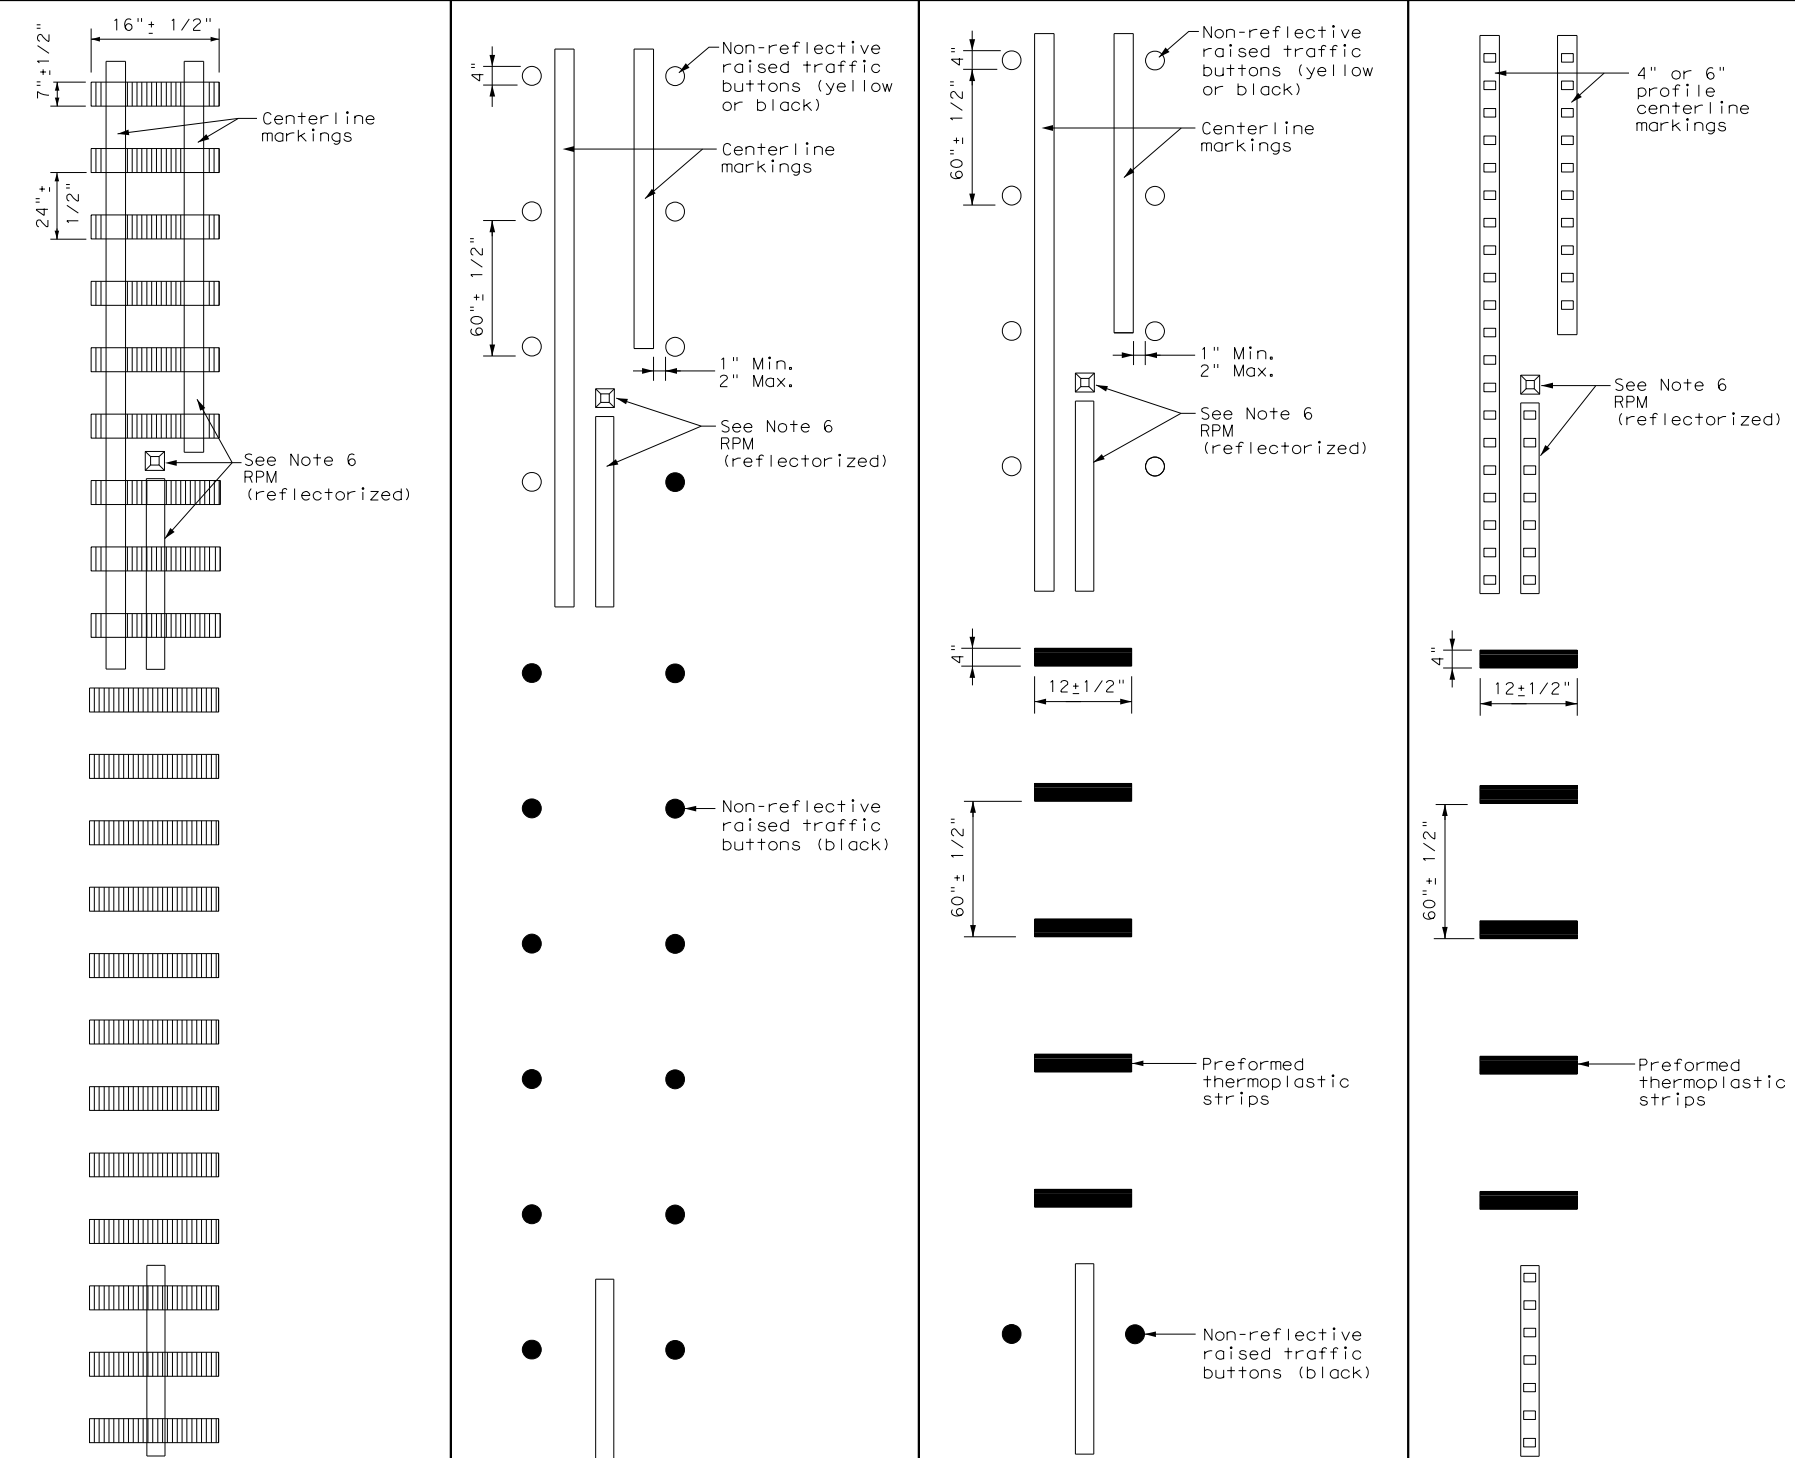 16"± 1/2"
7"±1/2"
Centerline
markings
24"±
1/2"
See Note 6
RPM
(reflectorized)
4"
Non-reflective
raised traffic
buttons (yellow
or black)
Centerline
markings
60"± 1/2"
1" Min.
2" Max.
See Note 6
RPM
(reflectorized)
Non-reflective
raised traffic
buttons (black)
4"
Non-reflective
raised traffic
buttons (yellow
or black)
60"± 1/2"
Centerline
markings
1" Min.
2" Max.
See Note 6
RPM
(reflectorized)
4"
12±1/2"
60"± 1/2"
Preformed
thermoplastic
strips
Non-reflective
raised traffic
buttons (black)
4" or 6"
profile
centerline
markings
See Note 6
RPM
(reflectorized)
4"
12±1/2"
60"± 1/2"
Preformed
thermoplastic
strips